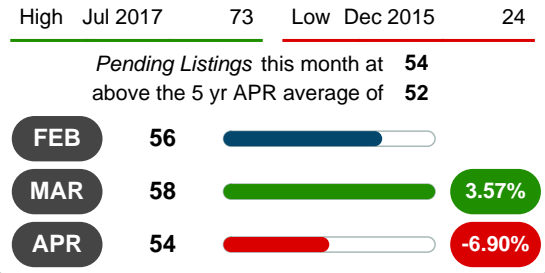 High Jul 2017 73 Low Dec 2015 24
Pending Listings this month at 54
above the 5 yr APR average of 52
FEB 56
MAR 58 3.57%
APR 54 -6.90%